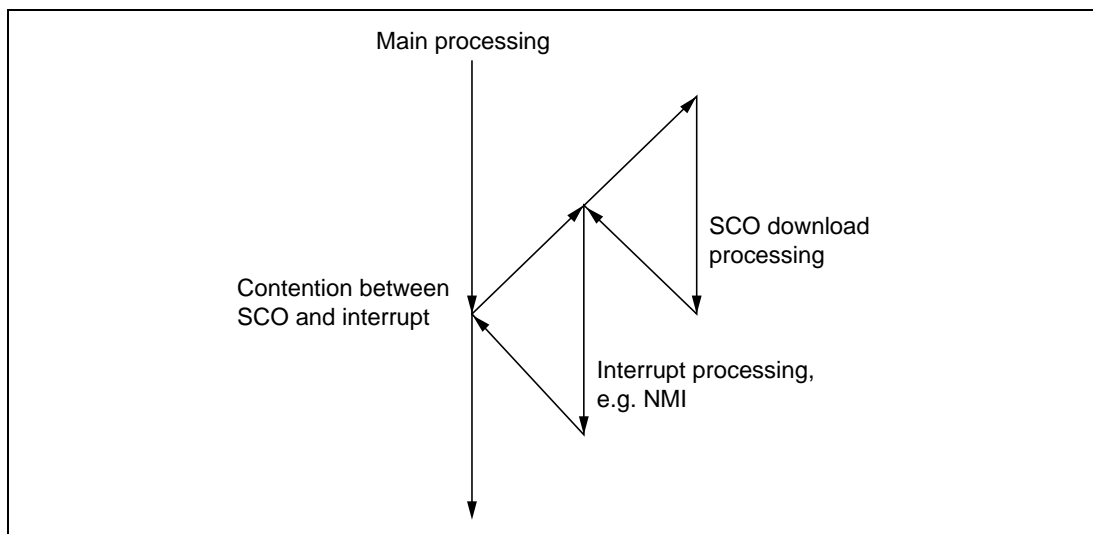 Main processing
SCO download
processing
Contention between
SCO and interrupt
Interrupt processing,
e.g. NMI